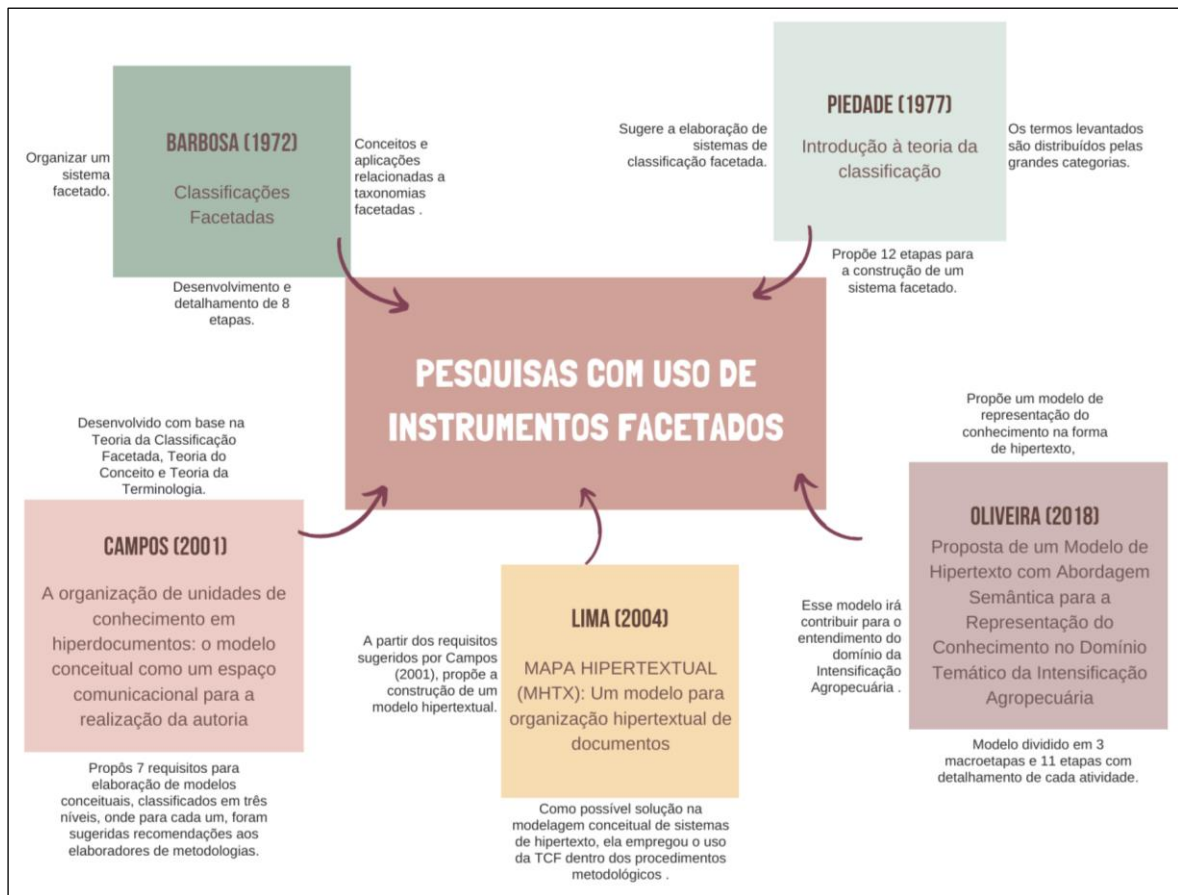 BARBOSA (1972)
Classificações
Facetadas
Organizar um
sistema
facetado.
Conceitos e
aplicações
relacionadas a
taxonomias
facetadas .
Desenvolvimento e
detalhamento de 8
etapas.
PIEDADE (1977)
Introdução à teoria da
classificação
Sugere a elaboração de
sistemas de
classificação facetada.
Os termos levantados
são distribuídos pelas
grandes categorias.
Propõe 12 etapas para
a construção de um
sistema facetado.
PESQUISAS COM USO DE
INSTRUMENTOS FACETADOS
Desenvolvido com base na
Teoria da Classificação
Facetada, Teoria do
Conceito e Teoria da
Terminologia.
CAMPOS (2001)
A organização de unidades de
conhecimento em
hiperdocumentos: o modelo
conceitual como um espaço
comunicacional para a
realização da autoria
Propôs 7 requisitos para
elaboração de modelos
conceituais, classificados em três
níveis, onde para cada um, foram
sugeridas recomendações aos
elaboradores de metodologias.
A partir dos requisitos
sugeridos por Campos
(2001), propõe a
construção de um
modelo hipertextual.
LIMA (2004)
MAPA HIPERTEXTUAL
(MHTX): Um modelo para
organização hipertextual de
documentos
Como possível solução na
modelagem conceitual de sistemas
de hipertexto, ela empregou o uso
da TCF dentro dos procedimentos
metodológicos .
Propõe um modelo de
representação do
conhecimento na forma
de hipertexto,
OLIVEIRA (2018)
Proposta de um Modelo de
Hipertexto com Abordagem
Semântica para a
Representação do
Conhecimento no Domínio
Temático da Intensificação
Agropecuária
Esse modelo irá
contribuir para o
entendimento do
domínio da
Intensificação
Agropecuária .
Modelo dividido em 3
macroetapas e 11 etapas com
detalhamento de cada atividade.